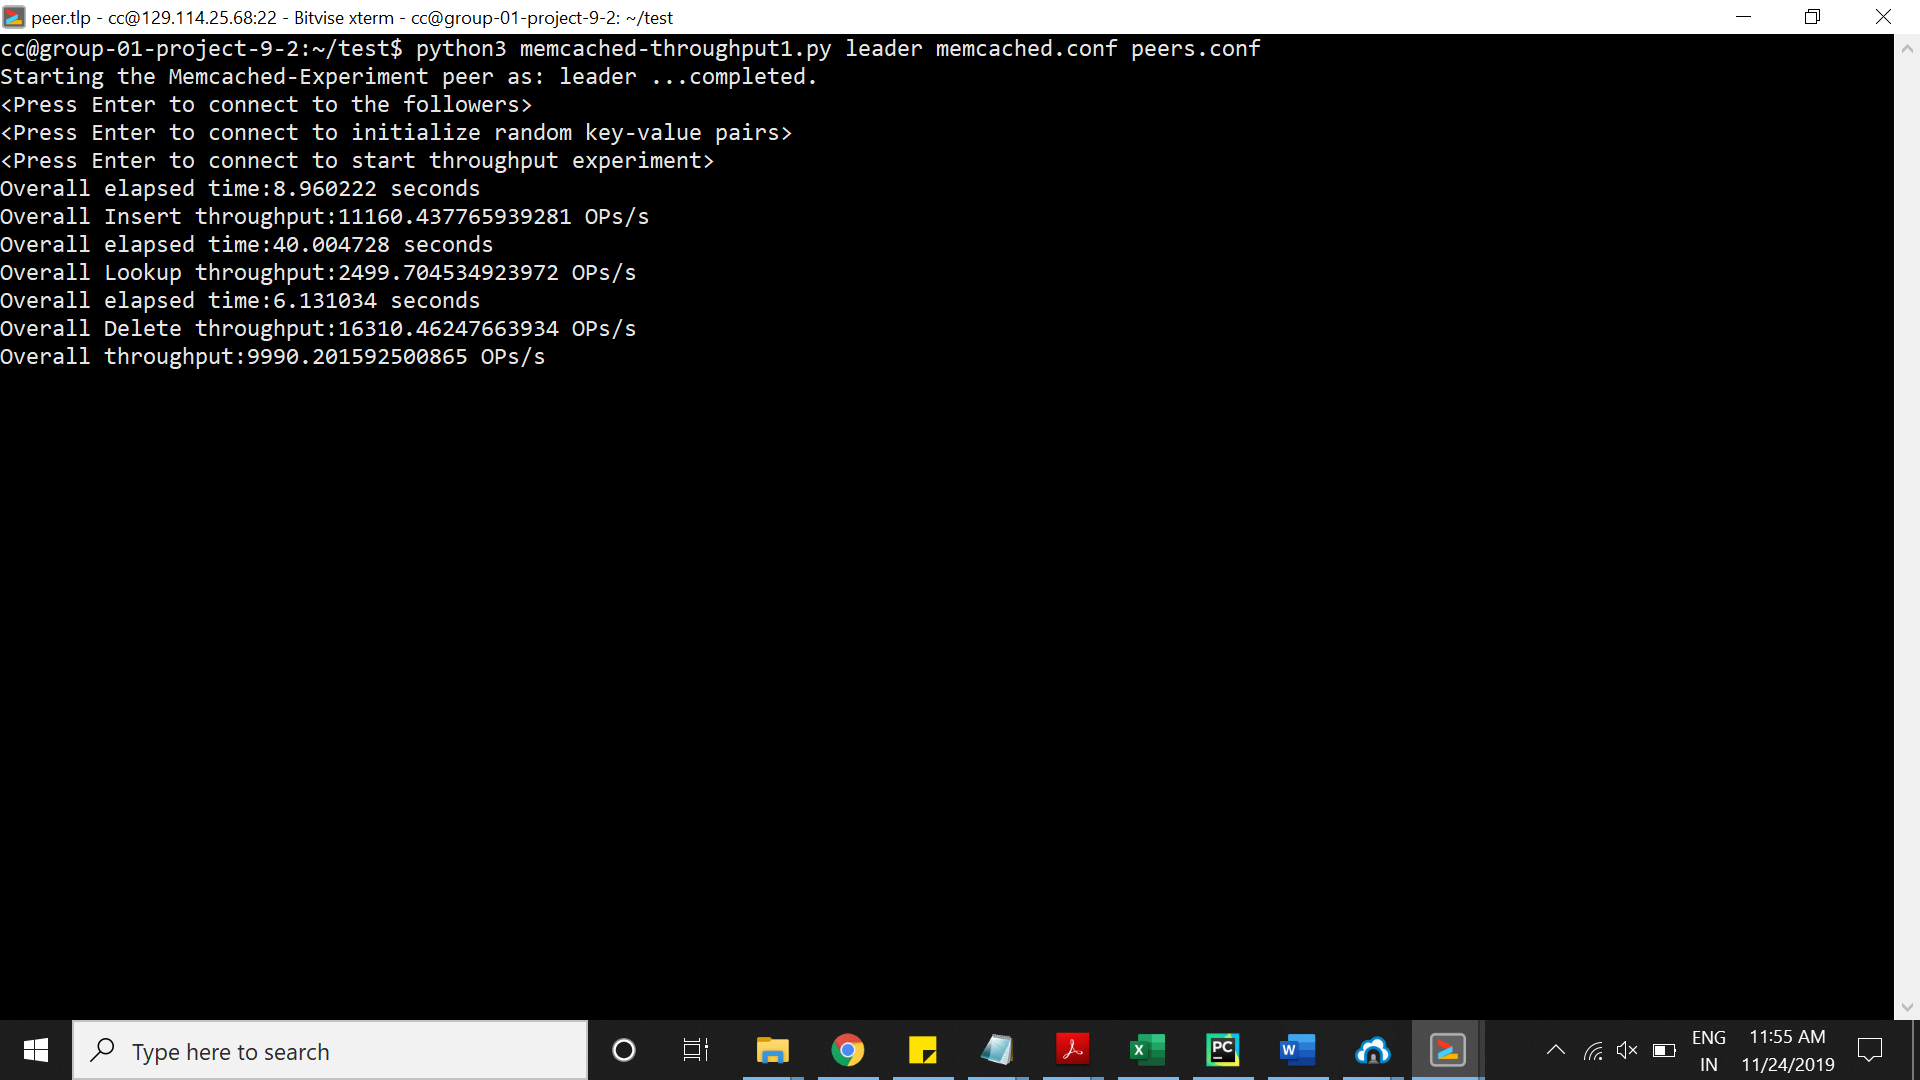 peer.tlp - cc@129.114.25.68:22 - Bitvise xterm - cc@group-01-project-9-2: ~/test
cc@group-01-project-9-2:~/test$ python3 memcached-throughput1.py leader memcached.conf peers.conf
Starting the Memcached-Experiment peer as: leader ...completed.
<Press Enter to connect to the followers>
<Press Enter to connect to initialize random key-value pairs>
<Press Enter to connect to start throughput experiment>
Overall elapsed time:8.960222 seconds
Overall Insert throughput:11160.437765939281 OPs/s
Overall elapsed time:40.004728 seconds
Overall Lookup throughput:2499.704534923972 OPs/s
Overall elapsed time:6.131034 seconds
Overall Delete throughput:16310.46247663934 OPs/s
Overall throughput:9990.201592500865 OPs/s
Type here to search
X
PC
W
ENG
IN
11:55 AM
11/24/2019